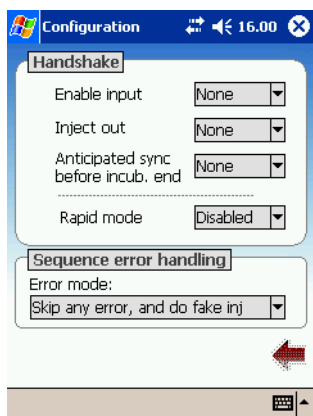 Configuration 16.00
Handshake
Enable input None
Inject out None
Anticipated sync
before incub. end None
Rapid mode Disabled
Sequence error handling
Error mode:
Skip any error, and do fake inj